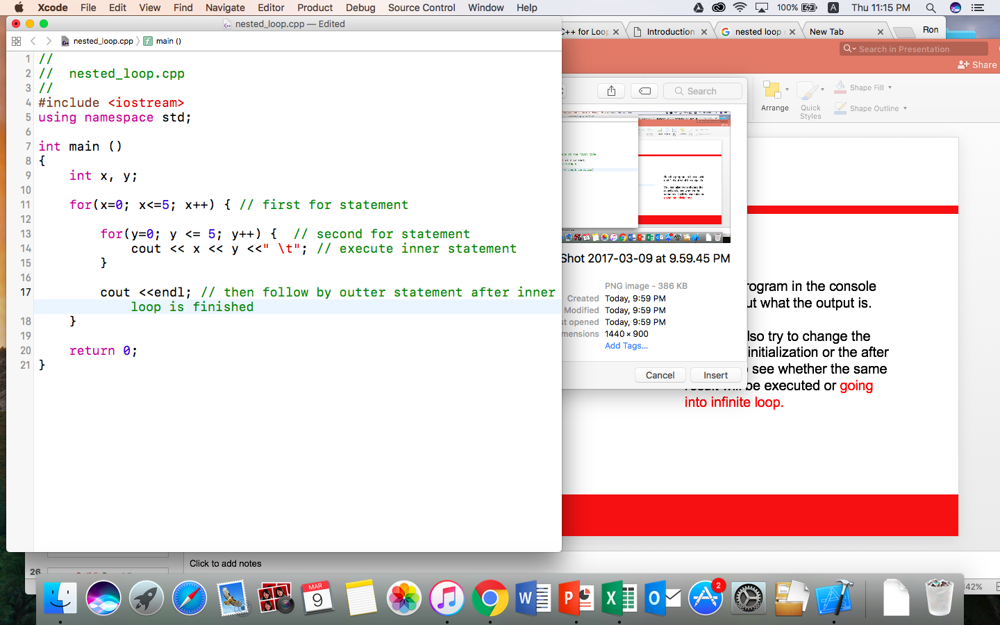 Xcode File Edit View Find Navigate Editor Product Debug Source Control Window Help 100% A Thu 11:15 PM
nested_loop.cpp — Edited
nested_loop.cpp main ()
1 //
2 //  nested_loop.cpp
3 //
4 #include <iostream>
5 using namespace std;
6
7 int main ()
8 {
9     int x, y;
10
11     for(x=0; x<=5; x++) { // first for statement
12
13         for(y=0; y <= 5; y++) {  // second for statement
14             cout << x << y <<" \t"; // execute inner statement
15         }
16
17         cout <<endl; // then follow by outter statement after inner
loop is finished
18     }
19
20     return 0;
21 }
C++ for Loop Introduction nested loop New Tab Ron
Search in Presentation
Share
Arrange Quick Styles Shape Fill
Shape Outline
Search
Shot 2017-03-09 at 9.59.45 PM
PNG image - 386 KB
Created Today, 9:59 PM
Modified Today, 9:59 PM
st opened Today, 9:59 PM
mensions 1440 × 900
Add Tags...
Cancel Insert
rogram in the console
ut what the output is.
lso try to change the
initialization or the after
see whether the same
be executed or going
into infinite loop.
Click to add notes
26
42%
MAR
9
2